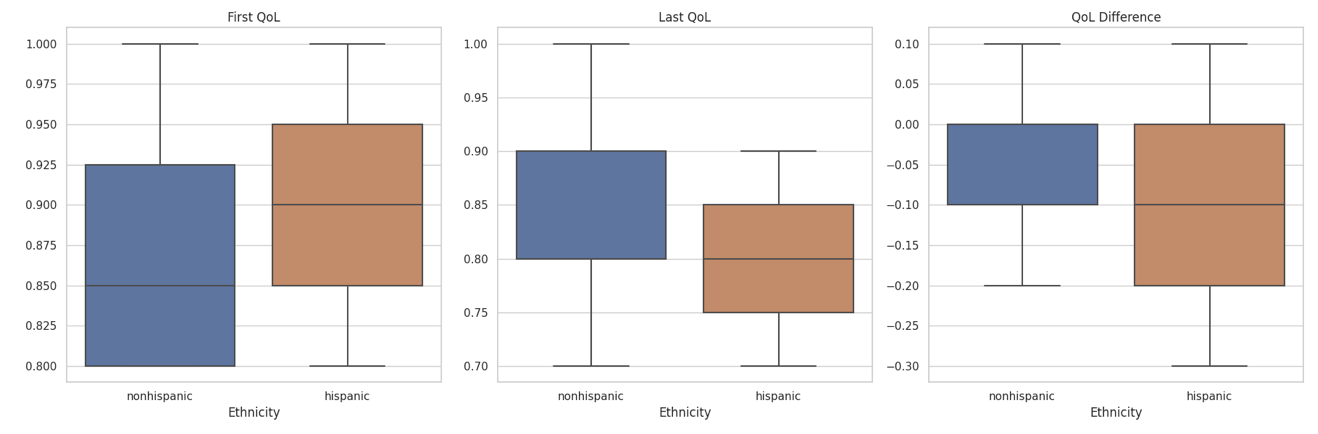 First QoL
1.000
0.975
0.950
0.925
0.900
0.875
0.850
0.825
0.800
nonhispanic
hispanic
Ethnicity
Last QoL
1.00
0.95
0.90
0.85
0.80
0.75
0.70
nonhispanic
hispanic
Ethnicity
QoL Difference
0.10
0.05
0.00
−0.05
−0.10
−0.15
−0.20
−0.25
−0.30
nonhispanic
hispanic
Ethnicity